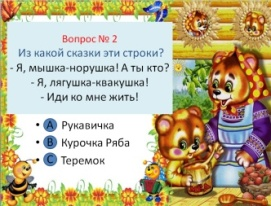 Вопрос № 2
Из какой сказки эти строки?
- Я, мышка-норушка! А ты кто?
- Я, лягушка-квакушка!
- Иди ко мне жить!
• А Рукавичка
• В Курочка Ряба
• С Теремок